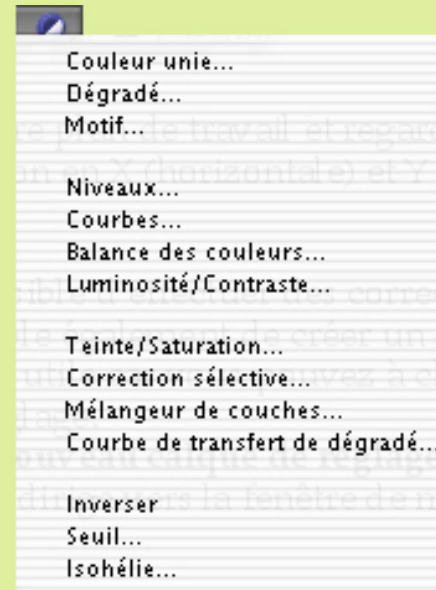 Couleur unie...
Dégradé...
Motif...
Niveaux...
Courbes...
Balance des couleurs...
Luminosité/Contraste...
Teinte/Saturation...
Correction sélective...
Mélangeur de couches...
Courbe de transfert de dégradé...
Inverser
Seuil...
Isohélie...